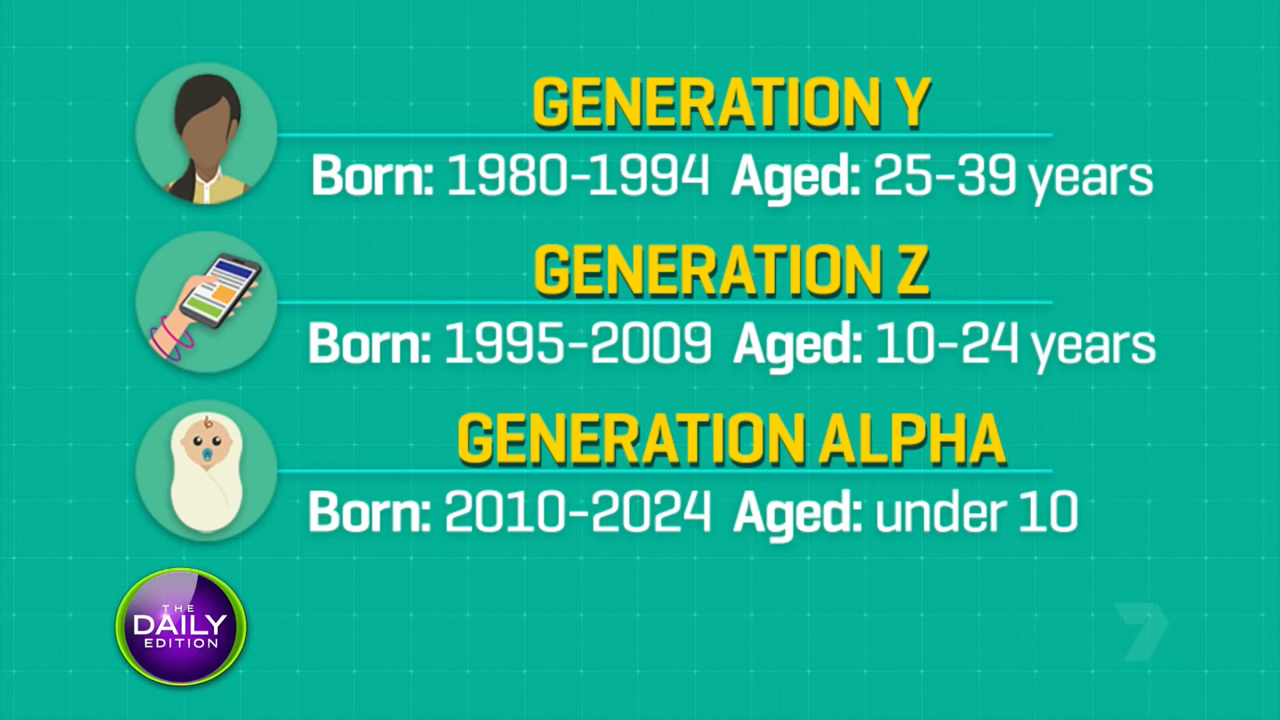 GENERATION Y
Born: 1980-1994 Aged: 25-39 years
GENERATION Z
Born: 1995-2009 Aged: 10-24 years
GENERATION ALPHA
Born: 2010-2024 Aged: under 10
THE
DAILY
EDITION
7